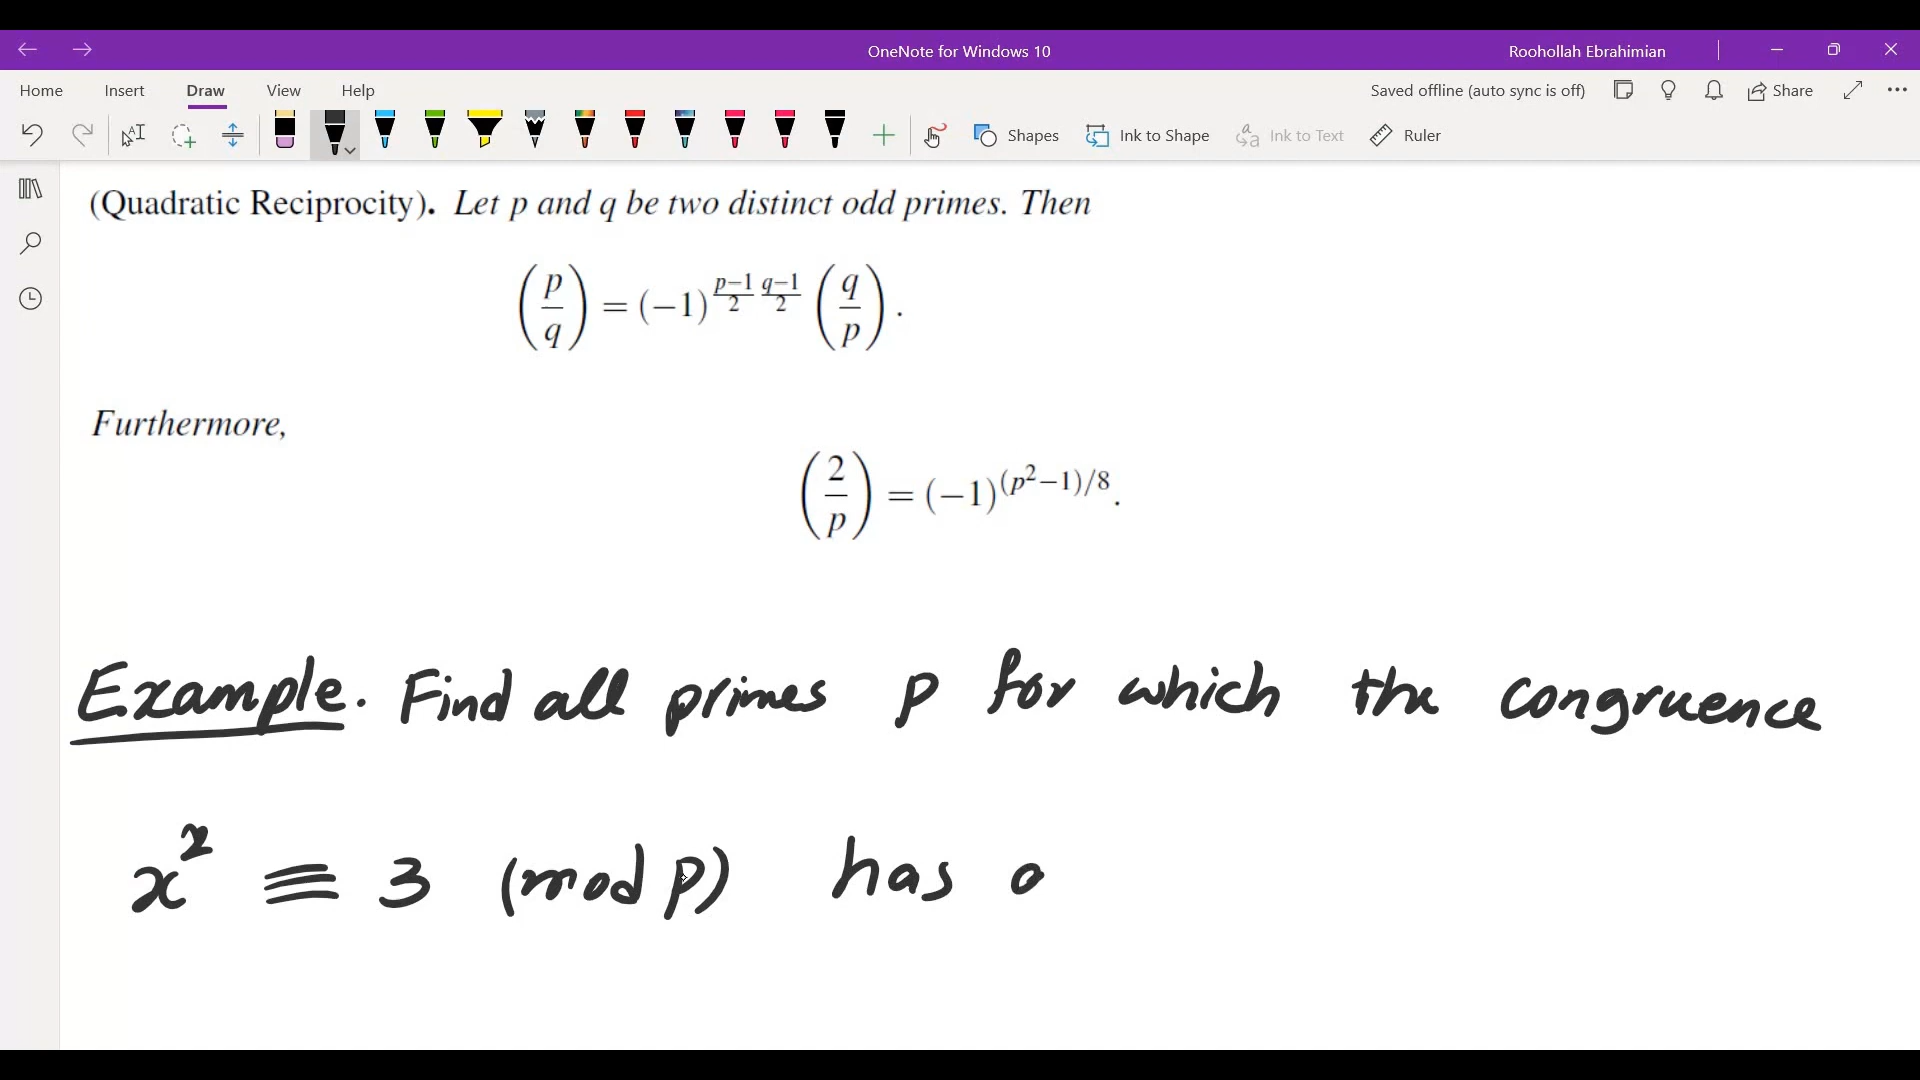 OneNote for Windows 10
Roohollah Ebrahimian
Home Insert Draw View Help
Saved offline (auto sync is off) Share
Shapes Ink to Shape Ink to Text Ruler
(Quadratic Reciprocity). Let p and q be two distinct odd primes. Then
(p/q) = (−1)^{(p−1)/2 (q−1)/2} (q/p).
Furthermore,
(2/p) = (−1)^{(p²−1)/8}.
Example. Find all primes p for which the congruence
x² ≡ 3 (mod p) has a